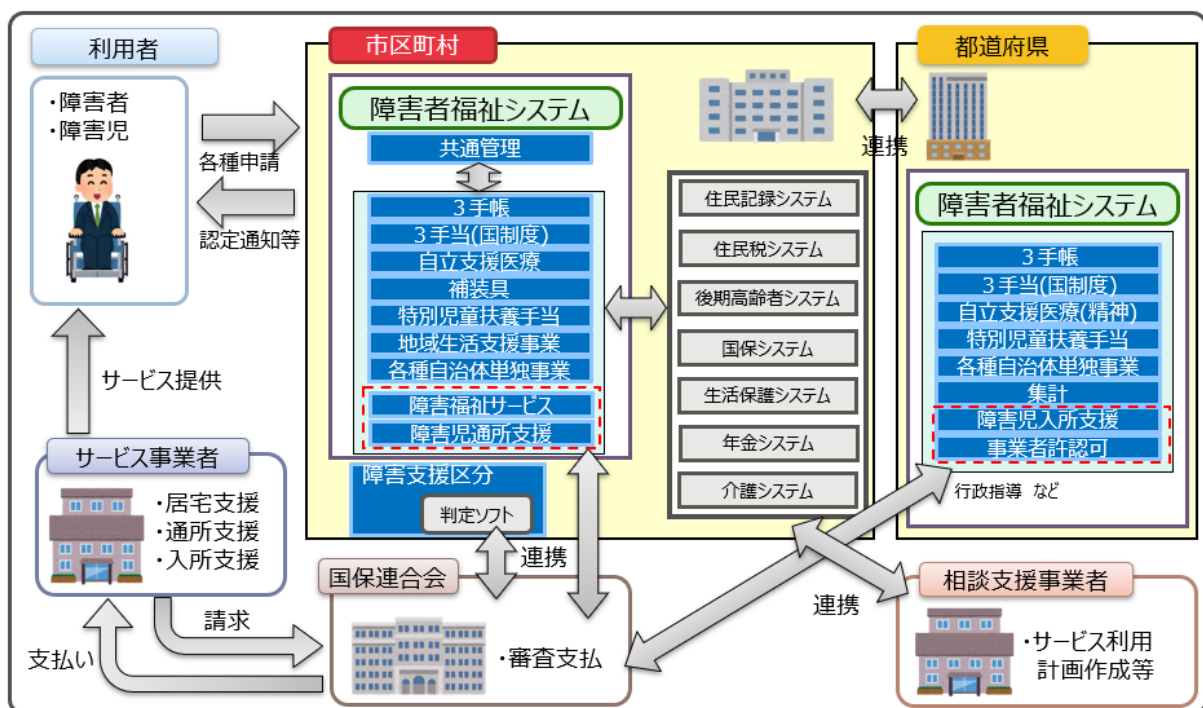 利用者
・障害者
・障害児
各種申請
認定通知等
サービス提供
サービス事業者
・居宅支援
・通所支援
・入所支援
請求
支払い
市区町村
障害者福祉システム
共通管理
３手帳
３手当(国制度)
自立支援医療
補装具
特別児童扶養手当
地域生活支援事業
各種自治体単独事業
障害福祉サービス
障害児通所支援
障害支援区分
判定ソフト
連携
住民記録システム
住民税システム
後期高齢者システム
国保システム
生活保護システム
年金システム
介護システム
連携
都道府県
障害者福祉システム
３手帳
３手当(国制度)
自立支援医療(精神)
特別児童扶養手当
各種自治体単独事業
集計
障害児入所支援
事業者許認可
行政指導 など
国保連合会
・審査支払
連携
相談支援事業者
・サービス利用
計画作成等